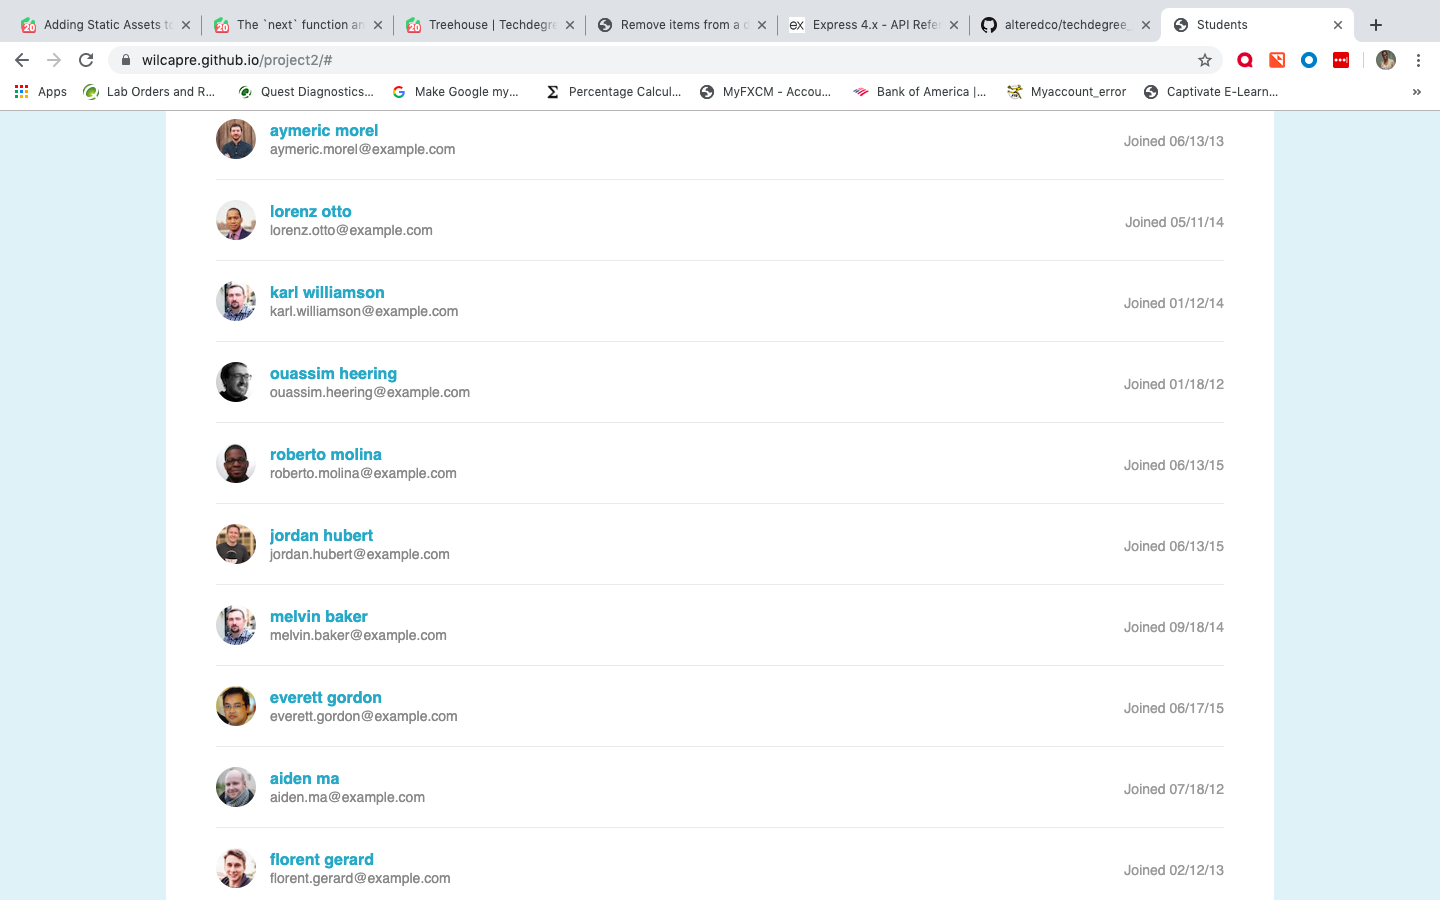 Adding Static Assets to
The `next` function an
Treehouse | Techdegre
Remove items from a d
Express 4.x - API Refe
alteredco/techdegree_
Students
wilcapre.github.io/project2/#
Apps
Lab Orders and R...
Quest Diagnostics...
Make Google my...
Percentage Calcul...
MyFXCM - Accou...
Bank of America |...
Myaccount_error
Captivate E-Learn...
»
aymeric morel
aymeric.morel@example.com
Joined 06/13/13
lorenz otto
lorenz.otto@example.com
Joined 05/11/14
karl williamson
karl.williamson@example.com
Joined 01/12/14
ouassim heering
ouassim.heering@example.com
Joined 01/18/12
roberto molina
roberto.molina@example.com
Joined 06/13/15
jordan hubert
jordan.hubert@example.com
Joined 06/13/15
melvin baker
melvin.baker@example.com
Joined 09/18/14
everett gordon
everett.gordon@example.com
Joined 06/17/15
aiden ma
aiden.ma@example.com
Joined 07/18/12
florent gerard
florent.gerard@example.com
Joined 02/12/13